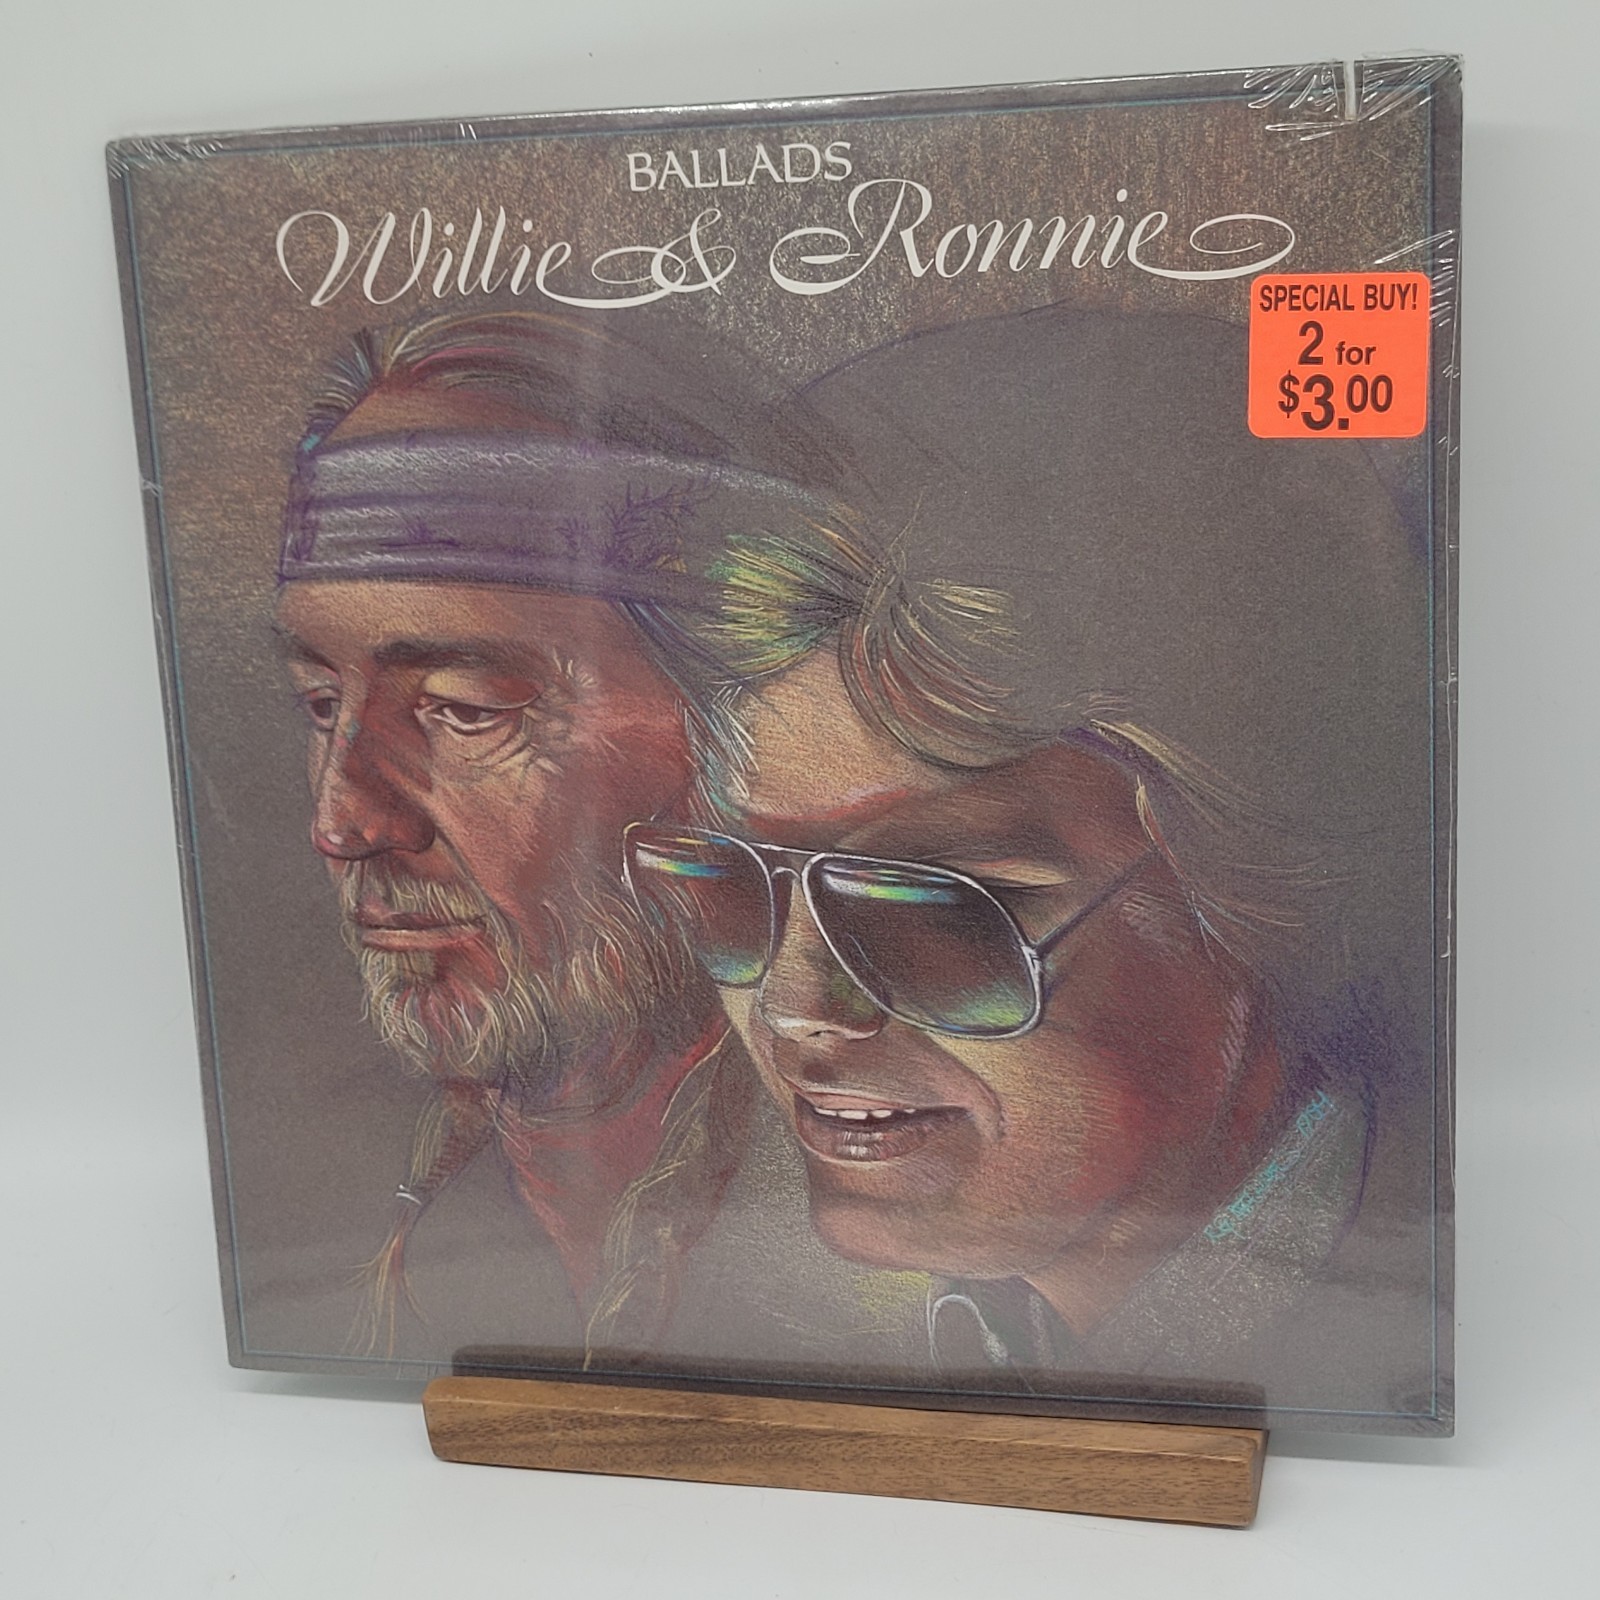 BALLADS
Willie & Ronnie
SPECIAL BUY!
2 for
$3.00